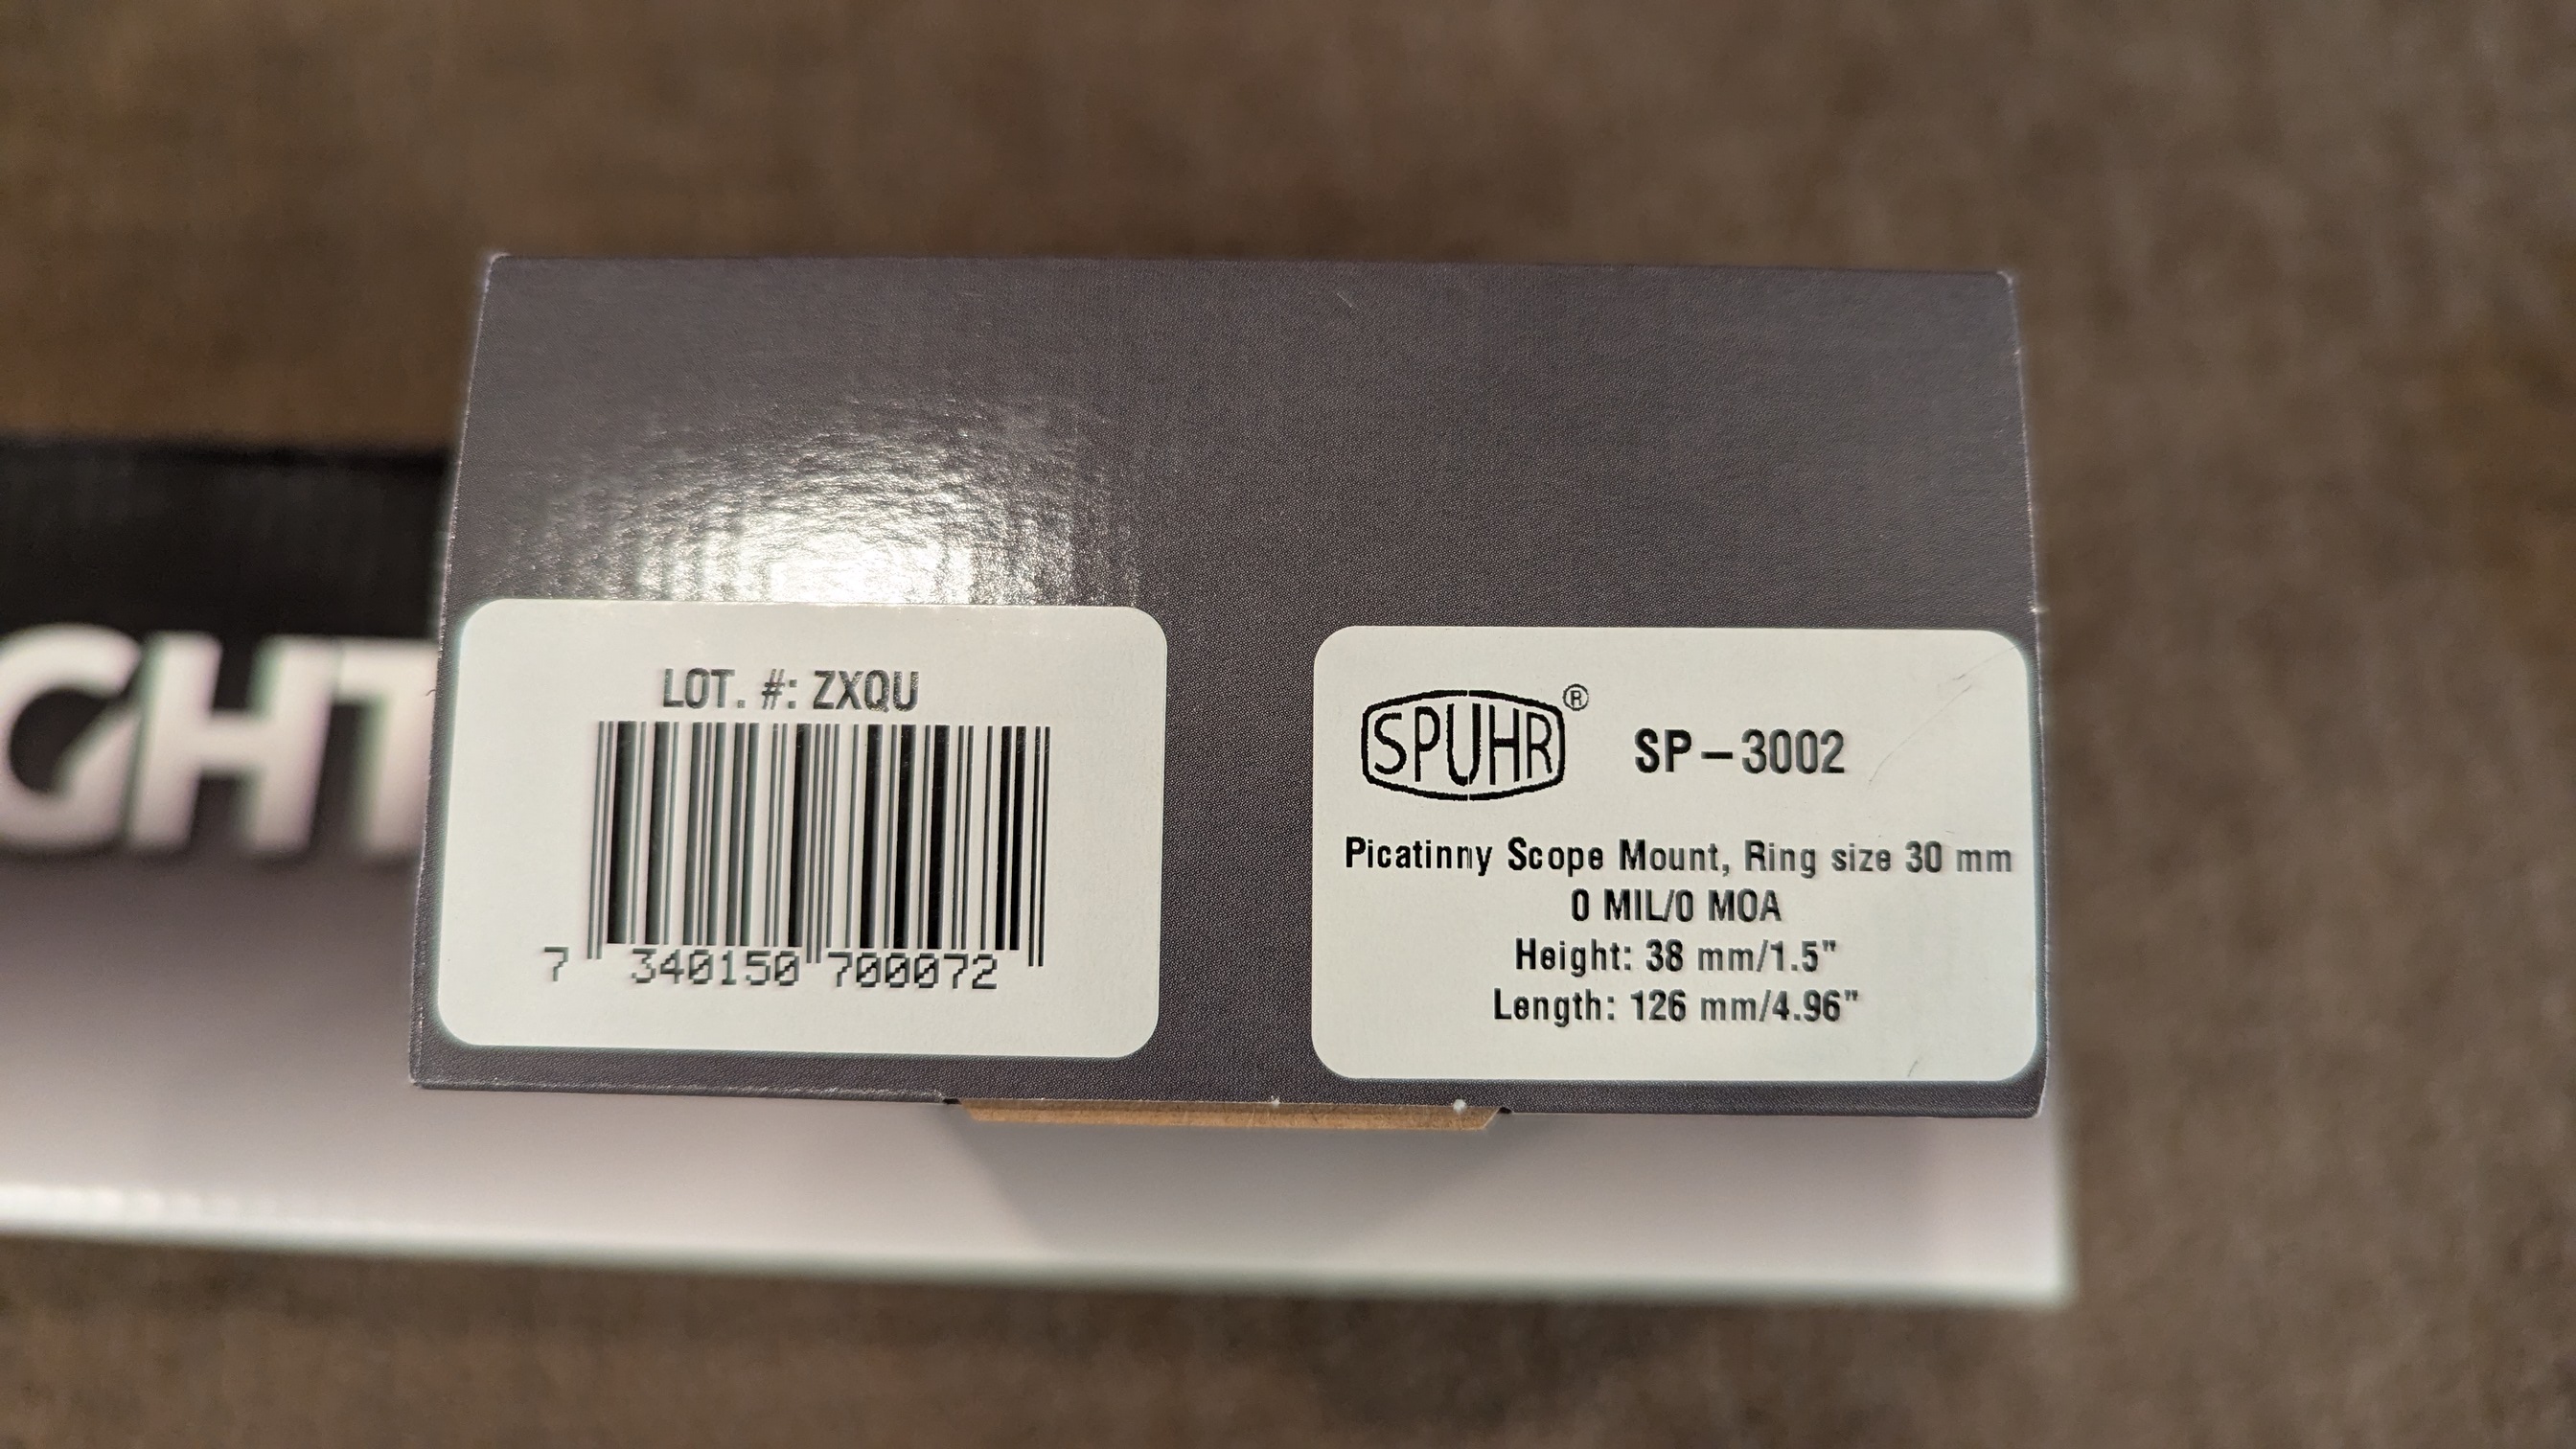 GHT
LOT. #: ZXQU
7 340150 700072
SPUHR® SP-3002
Picatinny Scope Mount, Ring size 30 mm
0 MIL/0 MOA
Height: 38 mm/1.5"
Length: 126 mm/4.96"